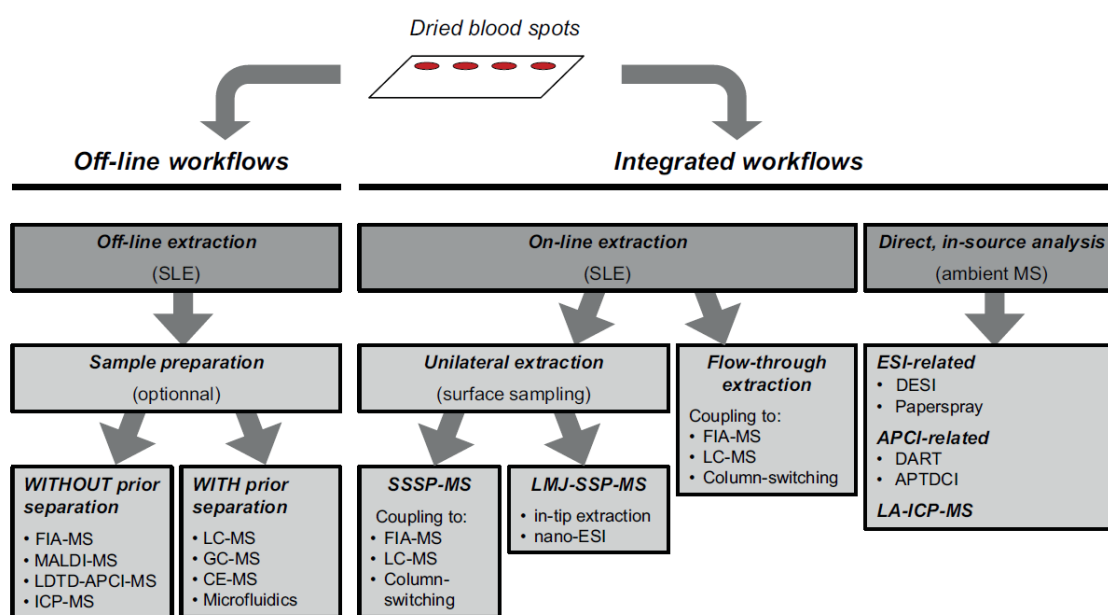 Dried blood spots
Off-line workflows
Integrated workflows
Off-line extraction
(SLE)
On-line extraction
(SLE)
Direct, in-source analysis
(ambient MS)
Sample preparation
(optionnal)
Unilateral extraction
(surface sampling)
Flow-through
extraction
Coupling to:
• FIA-MS
• LC-MS
• Column-switching
ESI-related
• DESI
• Paperspray
APCI-related
• DART
• APTDCI
LA-ICP-MS
WITHOUT prior
separation
• FIA-MS
• MALDI-MS
• LDTD-APCI-MS
• ICP-MS
WITH prior
separation
• LC-MS
• GC-MS
• CE-MS
• Microfluidics
SSSP-MS
Coupling to:
• FIA-MS
• LC-MS
• Column-
switching
LMJ-SSP-MS
• in-tip extraction
• nano-ESI